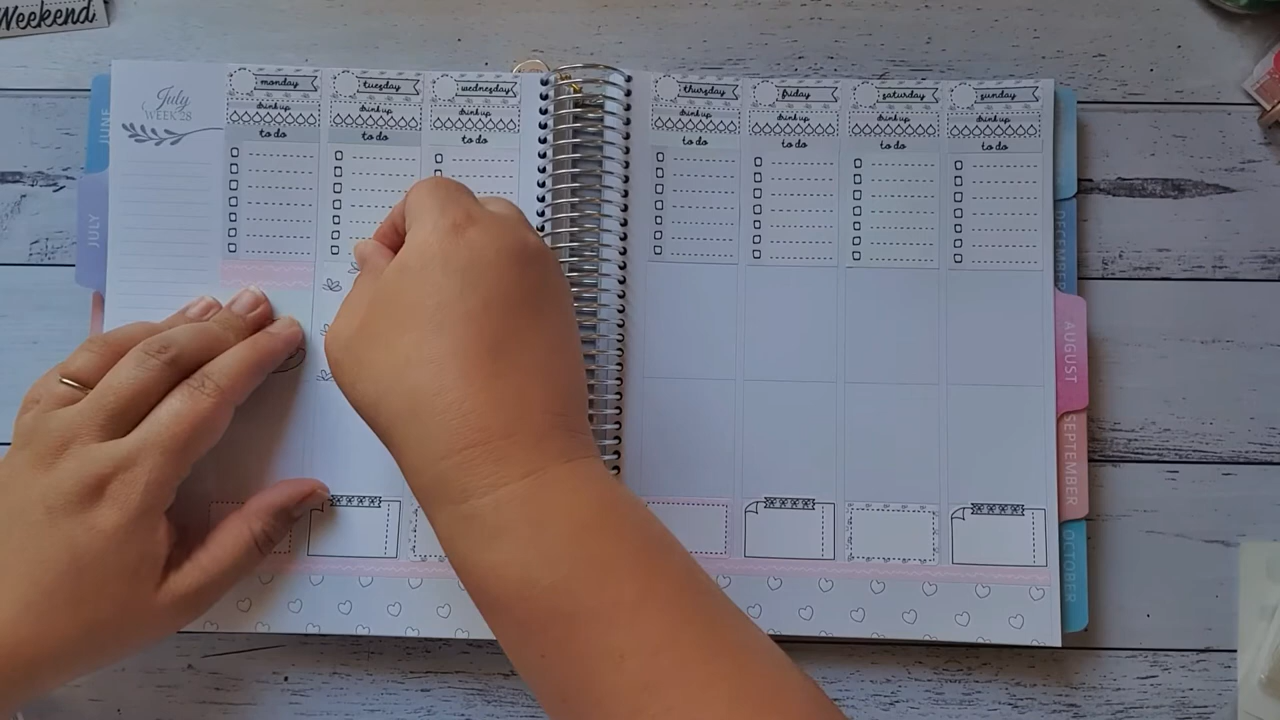 Weekend
JUNE
JULY
July
WEEK 28
monday
drink up
to do
tuesday
drink up
to do
wednesday
drink up
to do
thursday
drink up
to do
friday
drink up
to do
saturday
drink up
to do
sunday
drink up
to do
DECEMBER
AUGUST
SEPTEMBER
OCTOBER